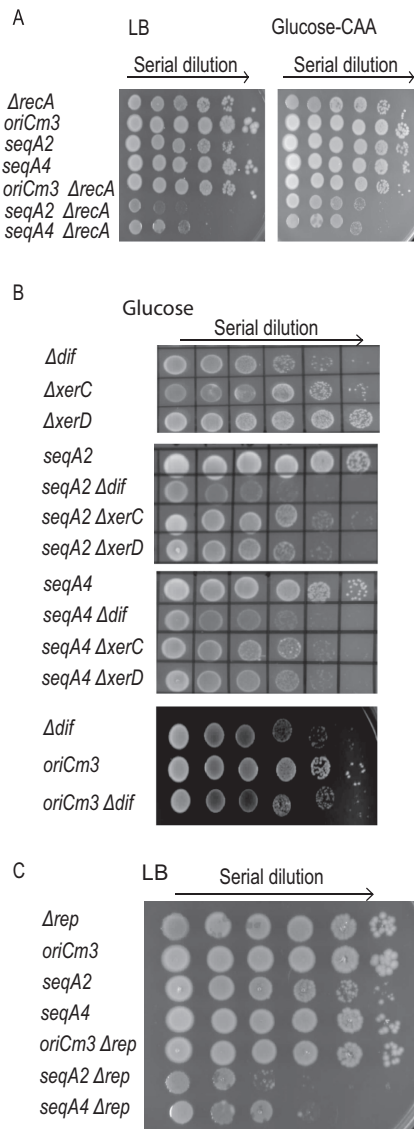 A
LB
Glucose-CAA
Serial dilution
Serial dilution
ΔrecA
oriCm3
seqA2
seqA4
oriCm3 ΔrecA
seqA2 ΔrecA
seqA4 ΔrecA
B
Glucose
Serial dilution
Δdif
ΔxerC
ΔxerD
seqA2
seqA2 Δdif
seqA2 ΔxerC
seqA2 ΔxerD
seqA4
seqA4 Δdif
seqA4 ΔxerC
seqA4 ΔxerD
Δdif
oriCm3
oriCm3 Δdif
C
LB
Serial dilution
Δrep
oriCm3
seqA2
seqA4
oriCm3 Δrep
seqA2 Δrep
seqA4 Δrep